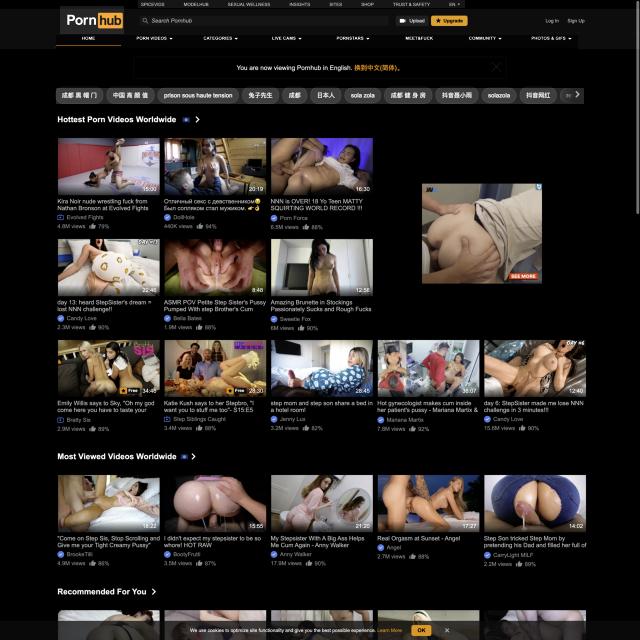 SPICEVIDS MODELHUB SEXUAL WELLNESS INSIGHTS SITES SHOP TRUST & SAFETY EN
Porn hub Search Pornhub Upload Upgrade Log In Sign Up
HOME PORN VIDEOS CATEGORIES LIVE CAMS PORNSTARS MEET&FUCK COMMUNITY PHOTOS & GIFS
You are now viewing Pornhub in English. 换到中文(简体)。
中国 高 颜 值 prison sous haute tension 兔子先生 成都 日本人 sola zola 成都 健 身 房 抖音聂小雨 solazola 抖音网红
Hottest Porn Videos Worldwide
15:00 20:19 16:30
Kira Noir nude wrestling fuck from Nathan Bronson at Evolved Fights
Evolved Fights
4.8M views 79%
Отличный секс с девственником
был сопляком стал мужиком.
DollHole
440K views 94%
NNN is OVER! 18 Yo Teen MATTY
SQUIRTING WORLD RECORD !!!
Porn Force
6.5M views 86%
SEE MORE
22:46 8:48 12:56
day 13: heard StepSister's dream =
lost NNN challenge!!
Candy Love
2.3M views 90%
ASMR POV Petite Step Sister's Pussy
Pumped With step Brother's Cum
Bella Bates
1.9M views 88%
Amazing Brunette in Stockings
Passionately Sucks and Rough Fucks
Sweetie Fox
6M views 90%
SIS
Free 34:46 Free 28:30 28:45 36:07 DAY #6 12:40
Emily Willis says to Sky, "Oh my god
come here you have to taste your
Bratty Sis
2.9M views 89%
Katie Kush says to her Stepbro, "I
want you to stuff me too"- S15:E5
Step Siblings Caught
3.4M views 88%
step mom and step son share a bed in
a hotel room!
Jenny Lux
3.2M views 82%
Hot gynecologist makes cum inside
her patient's pussy - Mariana Martix &
Mariana Martix
7.8M views 92%
day 6: StepSister made me lose NNN
challenge in 3 minutes!!!
Candy Love
15.6M views 90%
Most Viewed Videos Worldwide
18:22 15:55 21:20 17:27 14:02
"Come on Step Sis, Stop Scrolling and
Give me your Tight Creamy Pussy"
BrookeTilli
4.9M views 86%
I didn't expect my stepsister to be so
whore! HOT RAW
BootyFruit
3.5M views 87%
My Stepsister With A Big Ass Helps
Me Cum Again - Anny Walker
Anny Walker
17.9M views 90%
Real Orgasm at Sunset - Angel
Angel
2.7M views 88%
Step Son tricked Step Mom by
pretending his Dad and filled her full of
CarryLight MILF
2.2M views 89%
Recommended For You
We use cookies to optimize site functionality and give you the best possible experience. Learn More OK